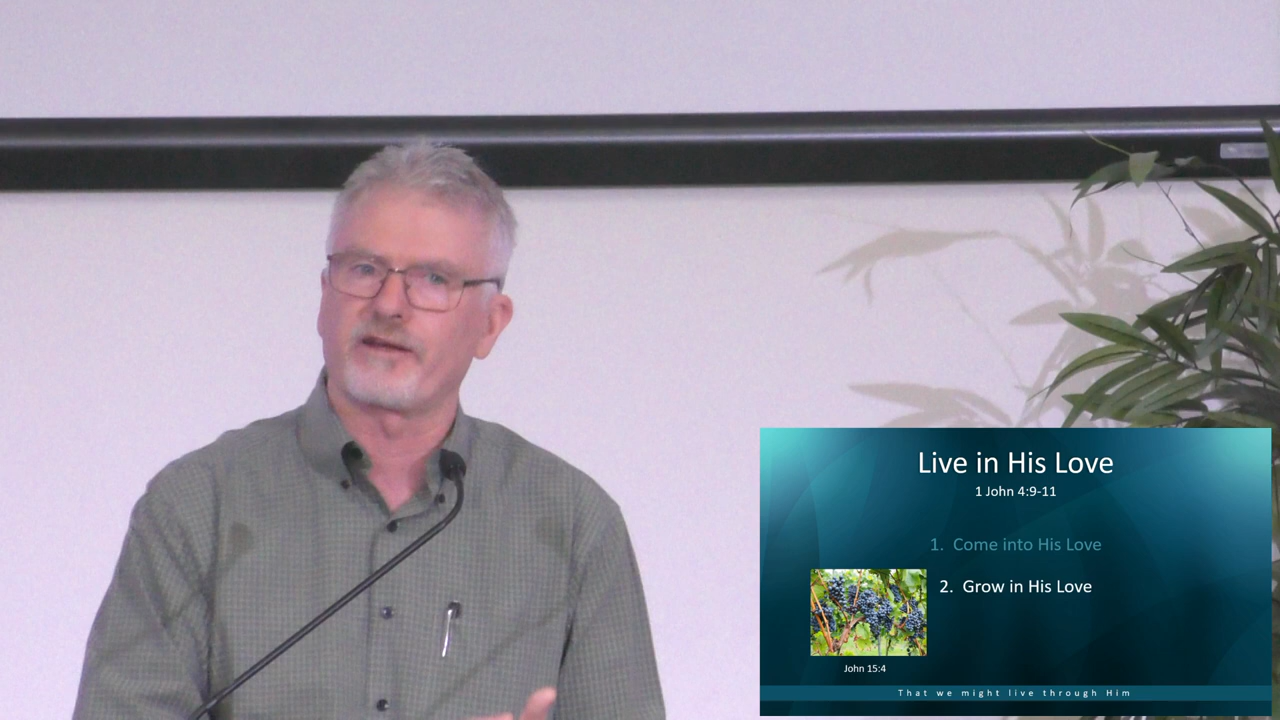 Live in His Love
1 John 4:9-11
1. Come into His Love
2. Grow in His Love
John 15:4
That we might live through Him